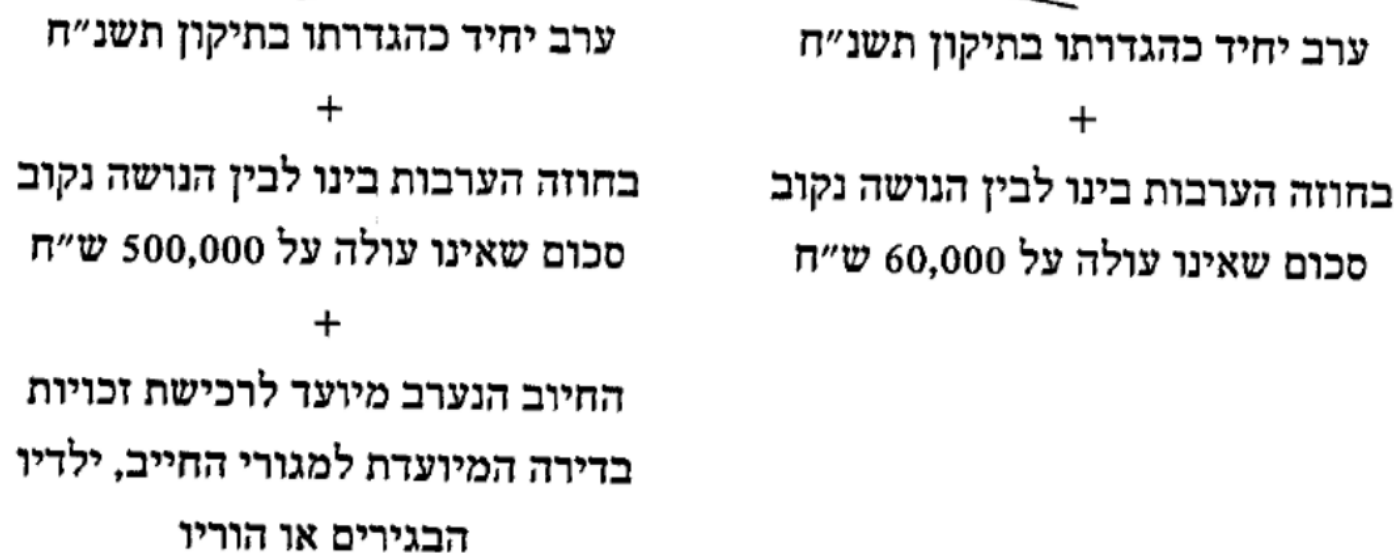 ערב יחיד כהגדרתו בתיקון תשנ״ח
+
בחוזה הערבות בינו לבין הנושה נקוב
סכום שאינו עולה על 60,000 ש״ח
ערב יחיד כהגדרתו בתיקון תשנ״ח
+
בחוזה הערבות בינו לבין הנושה נקוב
סכום שאינו עולה על 500,000 ש״ח
+
החיוב הנערב מיועד לרכישת זכויות
בדירה המיועדת למגורי החייב, ילדיו
הבגירים או הוריו